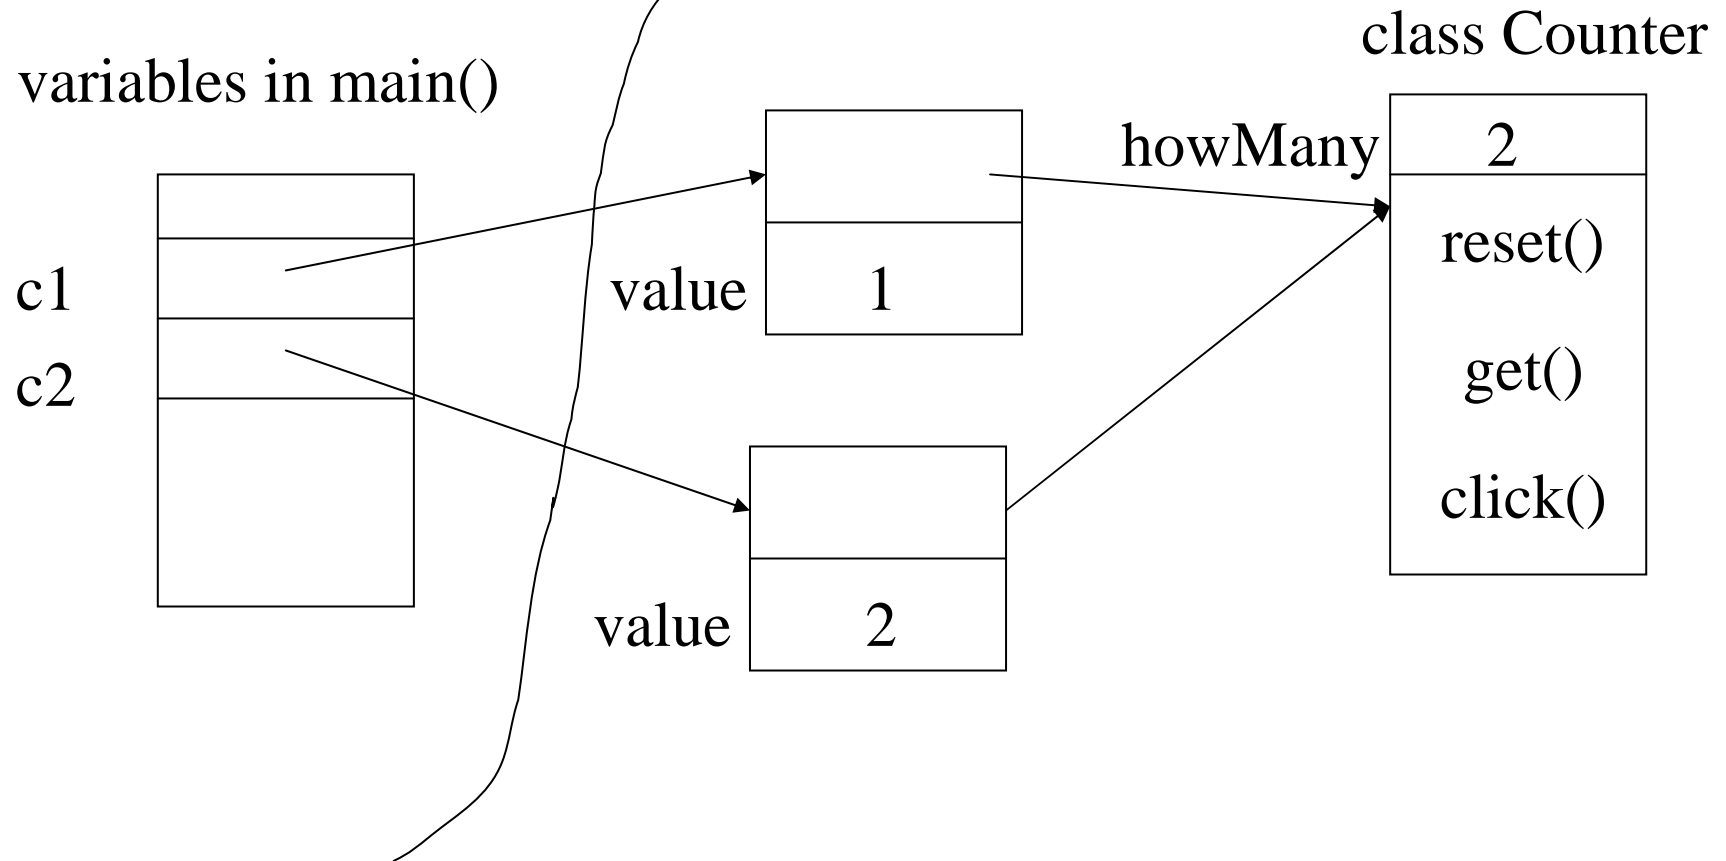 class Counter
variables in main()
howMany
2
reset()
c1
value
1
get()
c2
click()
value
2